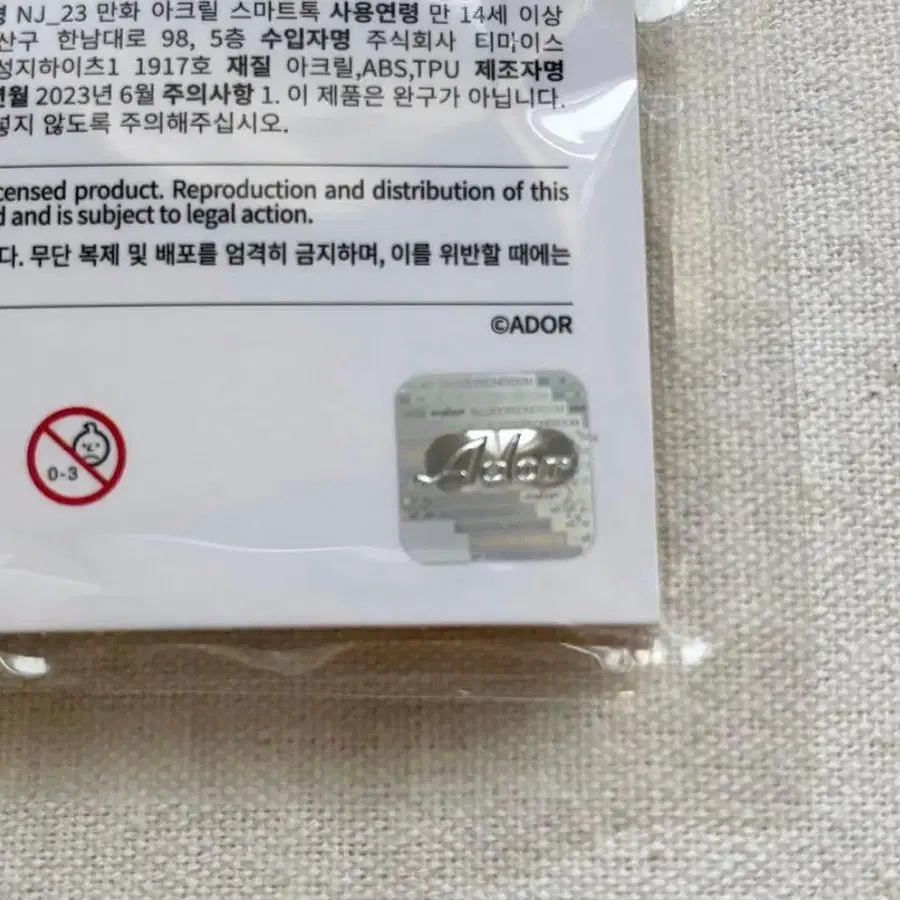 명 NJ_23 만화 아크릴 스마트톡 사용연령 만 14세 이상
산구 한남대로 98, 5층 수입자명 주식회사 티마이스
성지하이츠1 1917호 재질 아크릴,ABS,TPU 제조자명
년월 2023년 6월 주의사항 1. 이 제품은 완구가 아닙니다.
넣지 않도록 주의해주십시오.
censed product. Reproduction and distribution of this
d and is subject to legal action.
다. 무단 복제 및 배포를 엄격히 금지하며, 이를 위반할 때에는
©ADOR
0-3
Ador